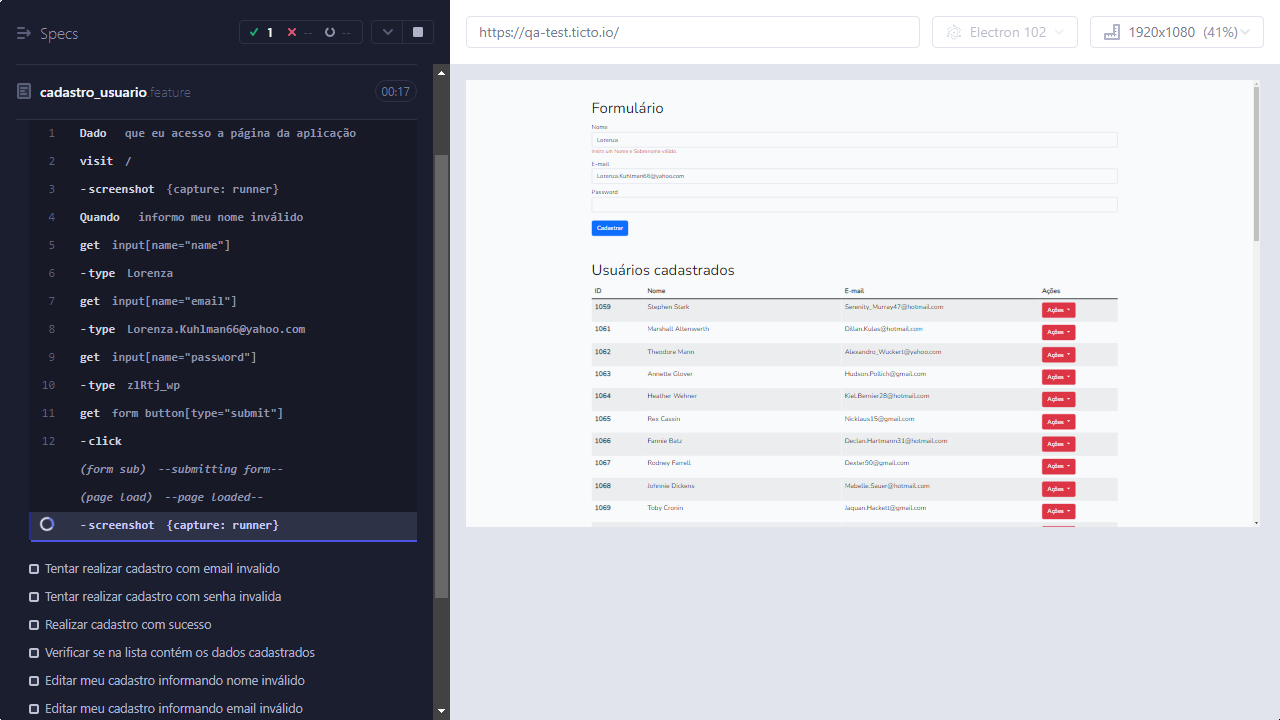 Specs
1
--
--
cadastro_usuario.feature
00:17
1 Dado que eu acesso a página da aplicação
2 visit /
3 -screenshot {capture: runner}
4 Quando informo meu nome inválido
5 get input[name="name"]
6 -type Lorenza
7 get input[name="email"]
8 -type Lorenza.Kuhlman66@yahoo.com
9 get input[name="password"]
10 -type zlRtj_wp
11 get form button[type="submit"]
12 -click
(form sub) --submitting form--
(page load) --page loaded--
-screenshot {capture: runner}
Tentar realizar cadastro com email invalido
Tentar realizar cadastro com senha invalida
Realizar cadastro com sucesso
Verificar se na lista contém os dados cadastrados
Editar meu cadastro informando nome inválido
Editar meu cadastro informando email inválido
https://qa-test.ticto.io/
Electron 102
1920x1080 (41%)
Formulário
Nome
Lorenza
Insira um Nome e Sobrenome válido.
E-mail
Lorenza.Kuhlman66@yahoo.com
Password
Cadastrar
Usuários cadastrados
ID Nome E-mail Ações
1059 Stephen Stark Serenity_Murray47@hotmail.com Ações
1061 Marshall Altenwerth Dillan.Kulas@hotmail.com Ações
1062 Theodore Mann Alexandro_Wuckert@yahoo.com Ações
1063 Annette Glover Hudson.Pollich@gmail.com Ações
1064 Heather Wehner Kiel.Bernier28@hotmail.com Ações
1065 Rex Cassin Nicklaus15@gmail.com Ações
1066 Fannie Batz Declan.Hartmann31@hotmail.com Ações
1067 Rodney Farrell Dexter90@gmail.com Ações
1068 Johnnie Dickens Mabelle.Sauer@hotmail.com Ações
1069 Toby Cronin Jaquan.Hackett@gmail.com Ações